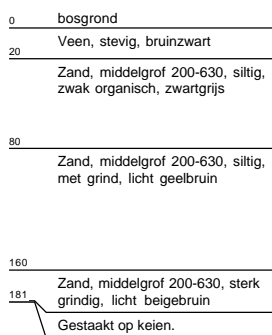 0 bosgrond
Veen, stevig, bruinzwart
20
Zand, middelgrof 200-630, siltig,
zwak organisch, zwartgrijs
80
Zand, middelgrof 200-630, siltig,
met grind, licht geelbruin
160
Zand, middelgrof 200-630, sterk
181 grindig, licht beigebruin
Gestaakt op keien.